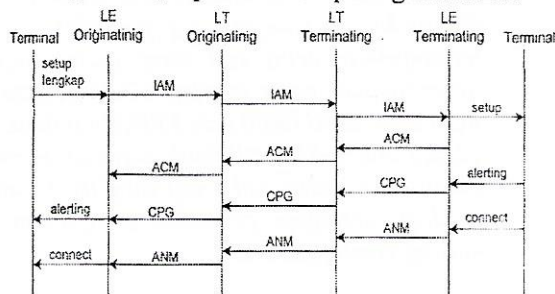 LE
LT
LT
LE
Terminal Originatinig Originatinig Terminating Terminating Terminal
setup
lengkap
IAM
IAM
IAM
setup
ACM
ACM
ACM
alerting
CPG
CPG
CPG
alerting
connect
ANM
ANM
ANM
connect